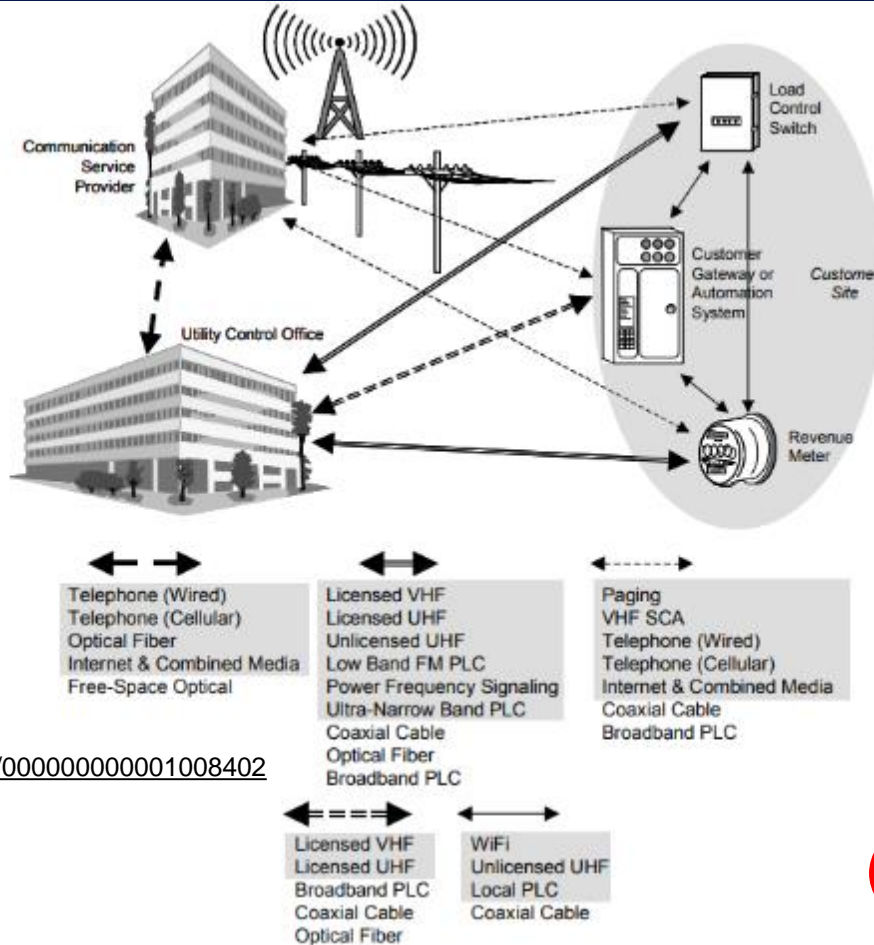 Communication
Service
Provider
Load
Control
Switch
Customer
Gateway or
Automation
System
Custome
Site
Utility Control Office
Revenue
Meter
Telephone (Wired)
Telephone (Cellular)
Optical Fiber
Internet & Combined Media
Free-Space Optical
Licensed VHF
Licensed UHF
Unlicensed UHF
Low Band FM PLC
Power Frequency Signaling
Ultra-Narrow Band PLC
Coaxial Cable
Optical Fiber
Broadband PLC
Paging
VHF SCA
Telephone (Wired)
Telephone (Cellular)
Internet & Combined Media
Coaxial Cable
Broadband PLC
/000000000001008402
Licensed VHF
Licensed UHF
Broadband PLC
Coaxial Cable
Optical Fiber
WiFi
Unlicensed UHF
Local PLC
Coaxial Cable